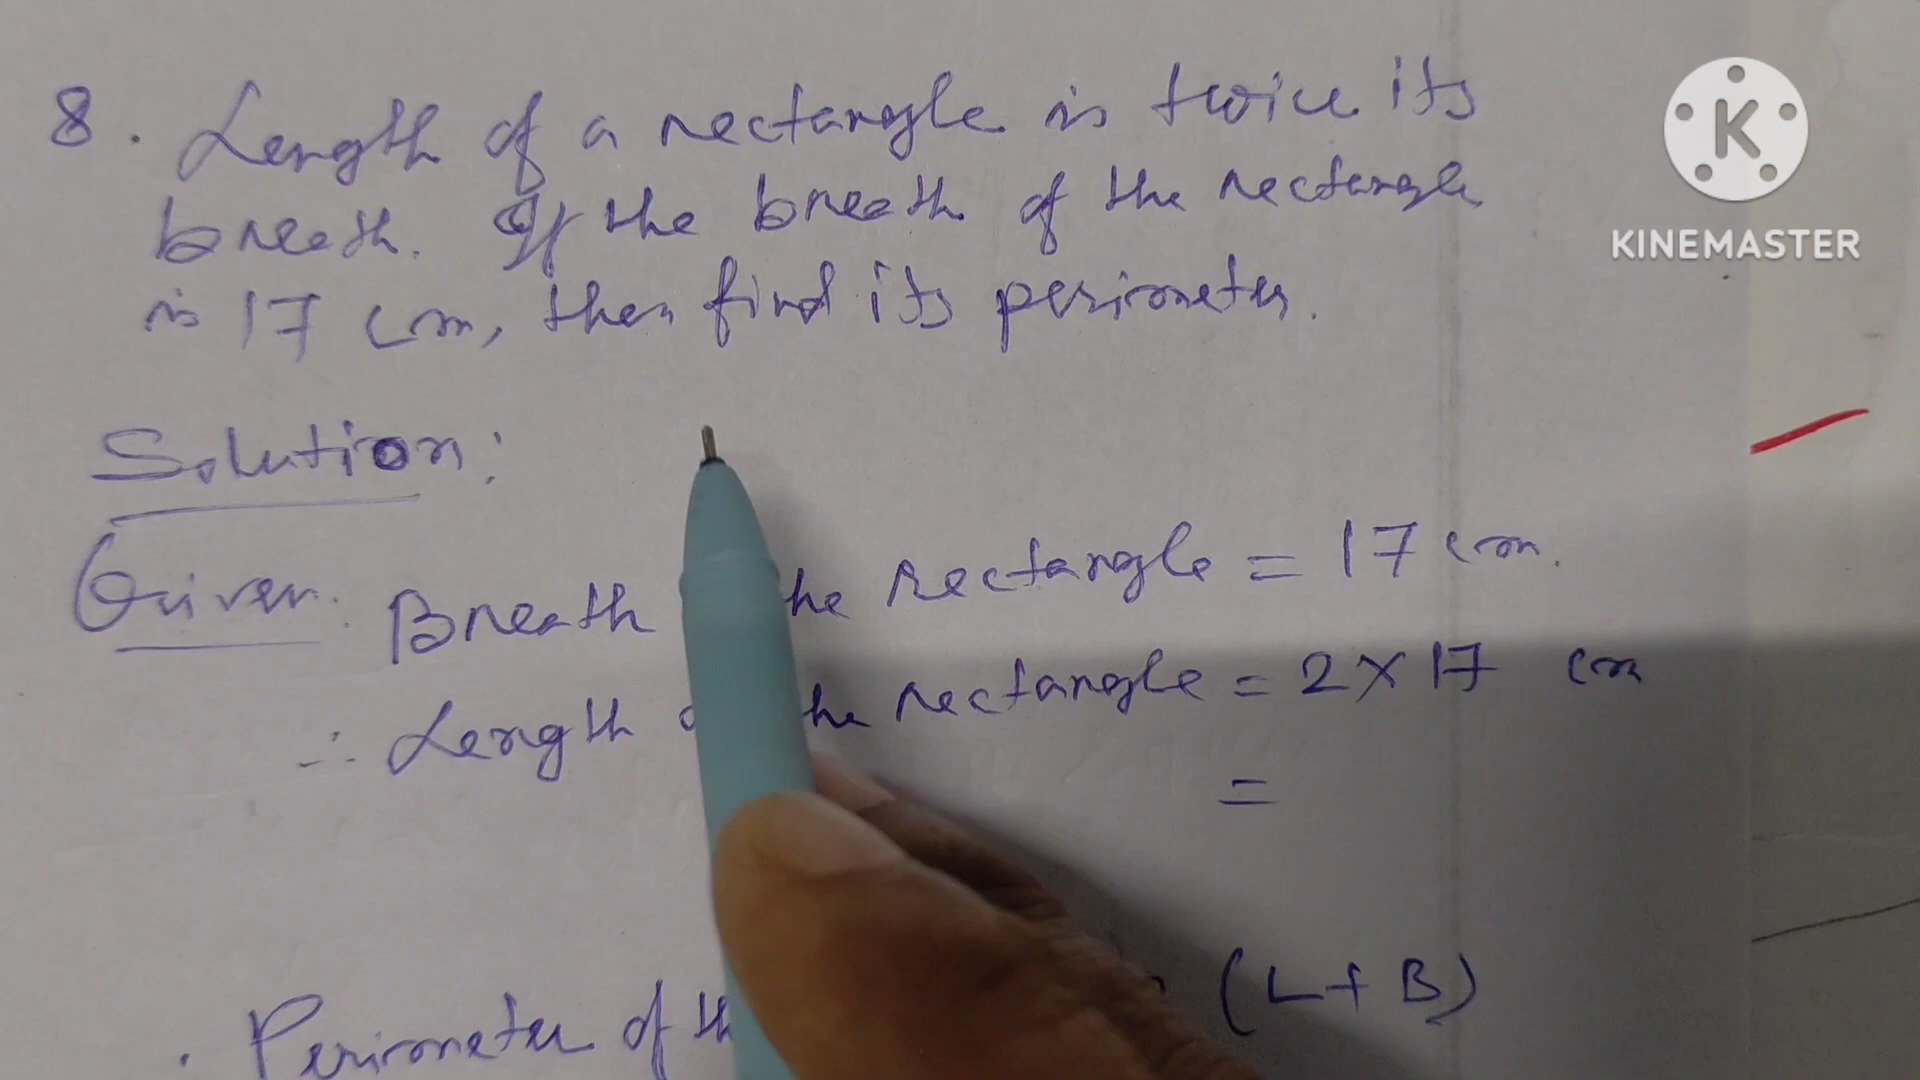 8. Length of a rectangle is twice its
breath. If the breath of the rectangle
is 17 cm, then find its perimeter.
Solution:
Given: Breath he rectangle = 17 cm.
∴ Length he rectangle = 2 × 17 cm
=
Perimeter of th (L + B)
K
KINEMASTER